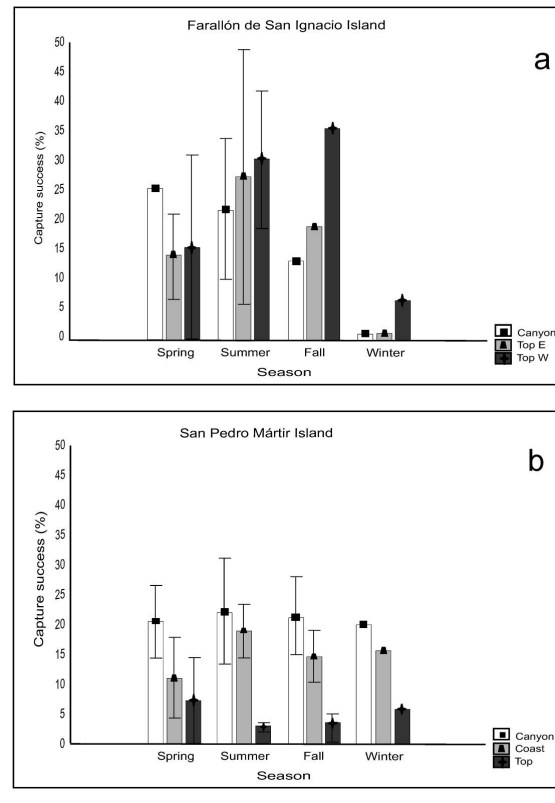 Farallón de San Ignacio Island
a
50
45
40
35
30
25
20
15
10
5
0
Capture success (%)
Spring Summer Fall Winter
Season
Canyon
Top E
Top W
San Pedro Mártir Island
b
50
45
40
35
30
25
20
15
10
5
0
Capture success (%)
Spring Summer Fall Winter
Season
Canyon
Coast
Top